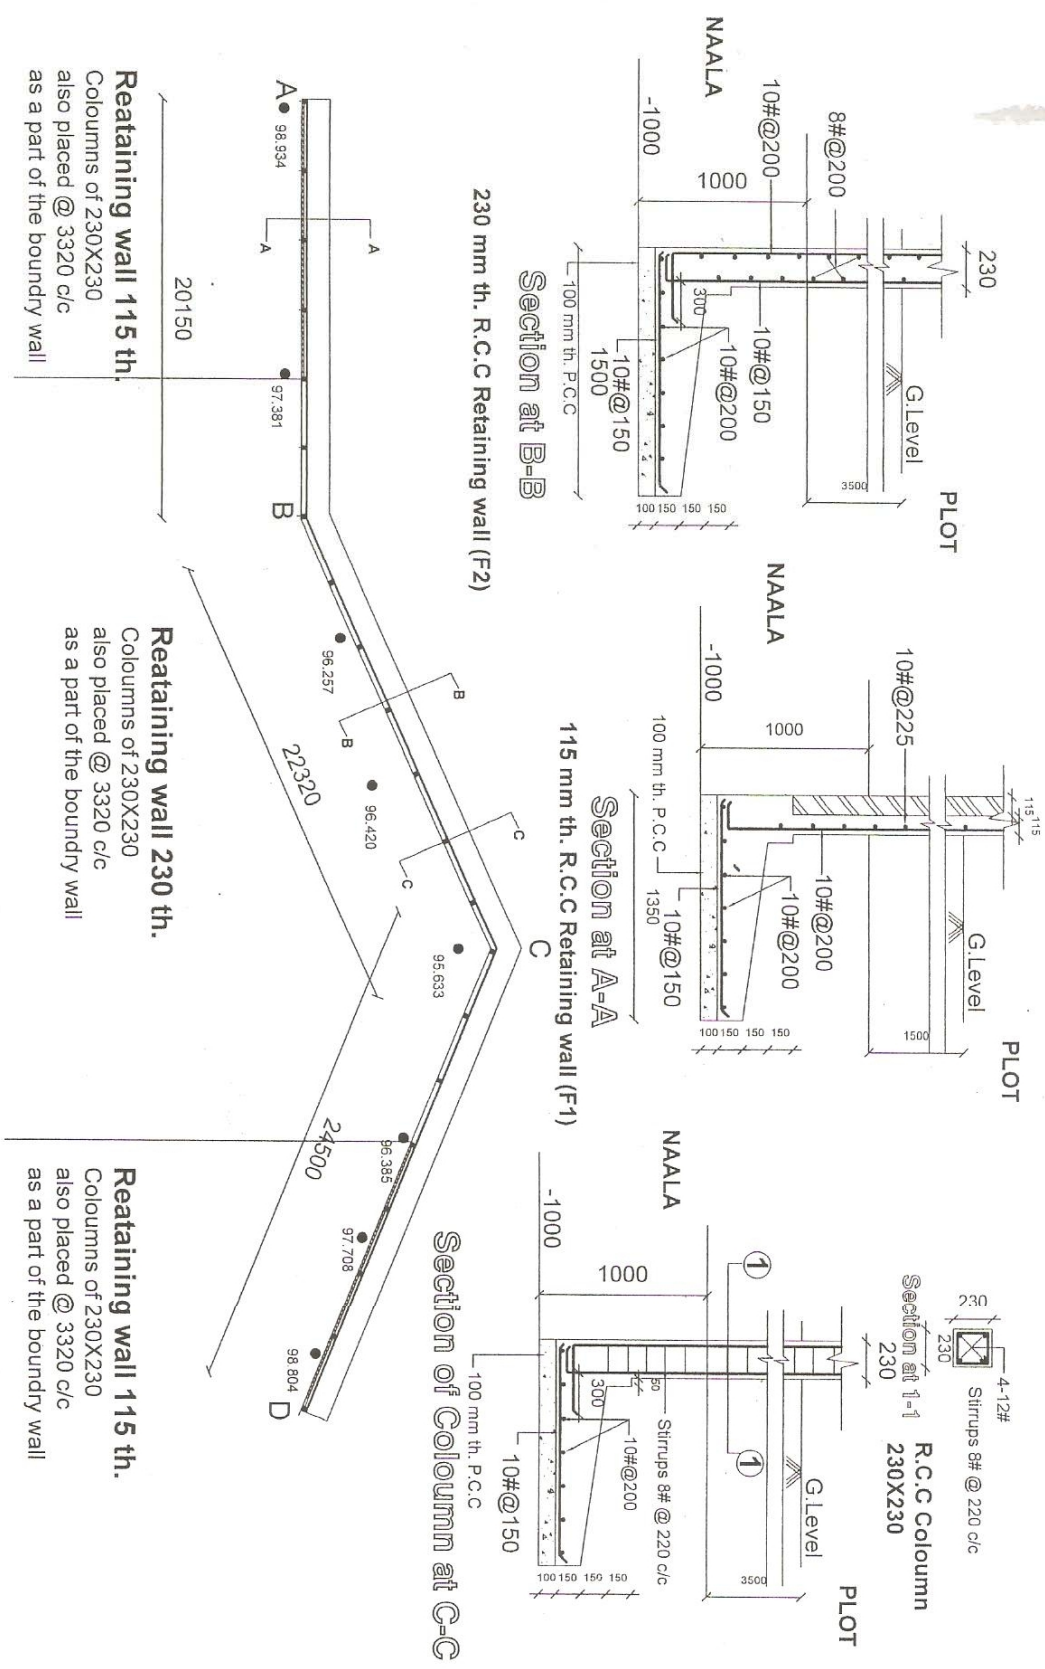 NAALA
-1000
1000
10#@200
8#@200
230
G.Level
PLOT
3500
10#@150
10#@200
300
10#@150
1500
100 mm th. P.C.C
100 150 150 150
Section at B-B
230 mm th. R.C.C Retaining wall (F2)
NAALA
-1000
1000
10#@225
115 115
G.Level
PLOT
1500
10#@200
10#@200
10#@150
1350
100 mm th. P.C.C
100 150 150 150
Section at A-A
115 mm th. R.C.C Retaining wall (F1)
NAALA
-1000
1000
1
1
230
G.Level
PLOT
3500
50
Stirrups 8# @ 220 c/c
300
10#@200
10#@150
100 mm th. P.C.C
100 150 150 150
Section of Coloumn at C-C
230
230
4-12#
Stirrups 8# @ 220 c/c
Section at 1-1
R.C.C Coloumn
230X230
A
98.934
A
A
97.381
B
96.257
B
B
96.420
C
C
C
95.633
96.385
97.708
98.804
D
20150
22320
24500
Reataining wall 115 th.
Coloumns of 230X230
also placed @ 3320 c/c
as a part of the boundry wall
Reataining wall 230 th.
Coloumns of 230X230
also placed @ 3320 c/c
as a part of the boundry wall
Reataining wall 115 th.
Coloumns of 230X230
also placed @ 3320 c/c
as a part of the boundry wall